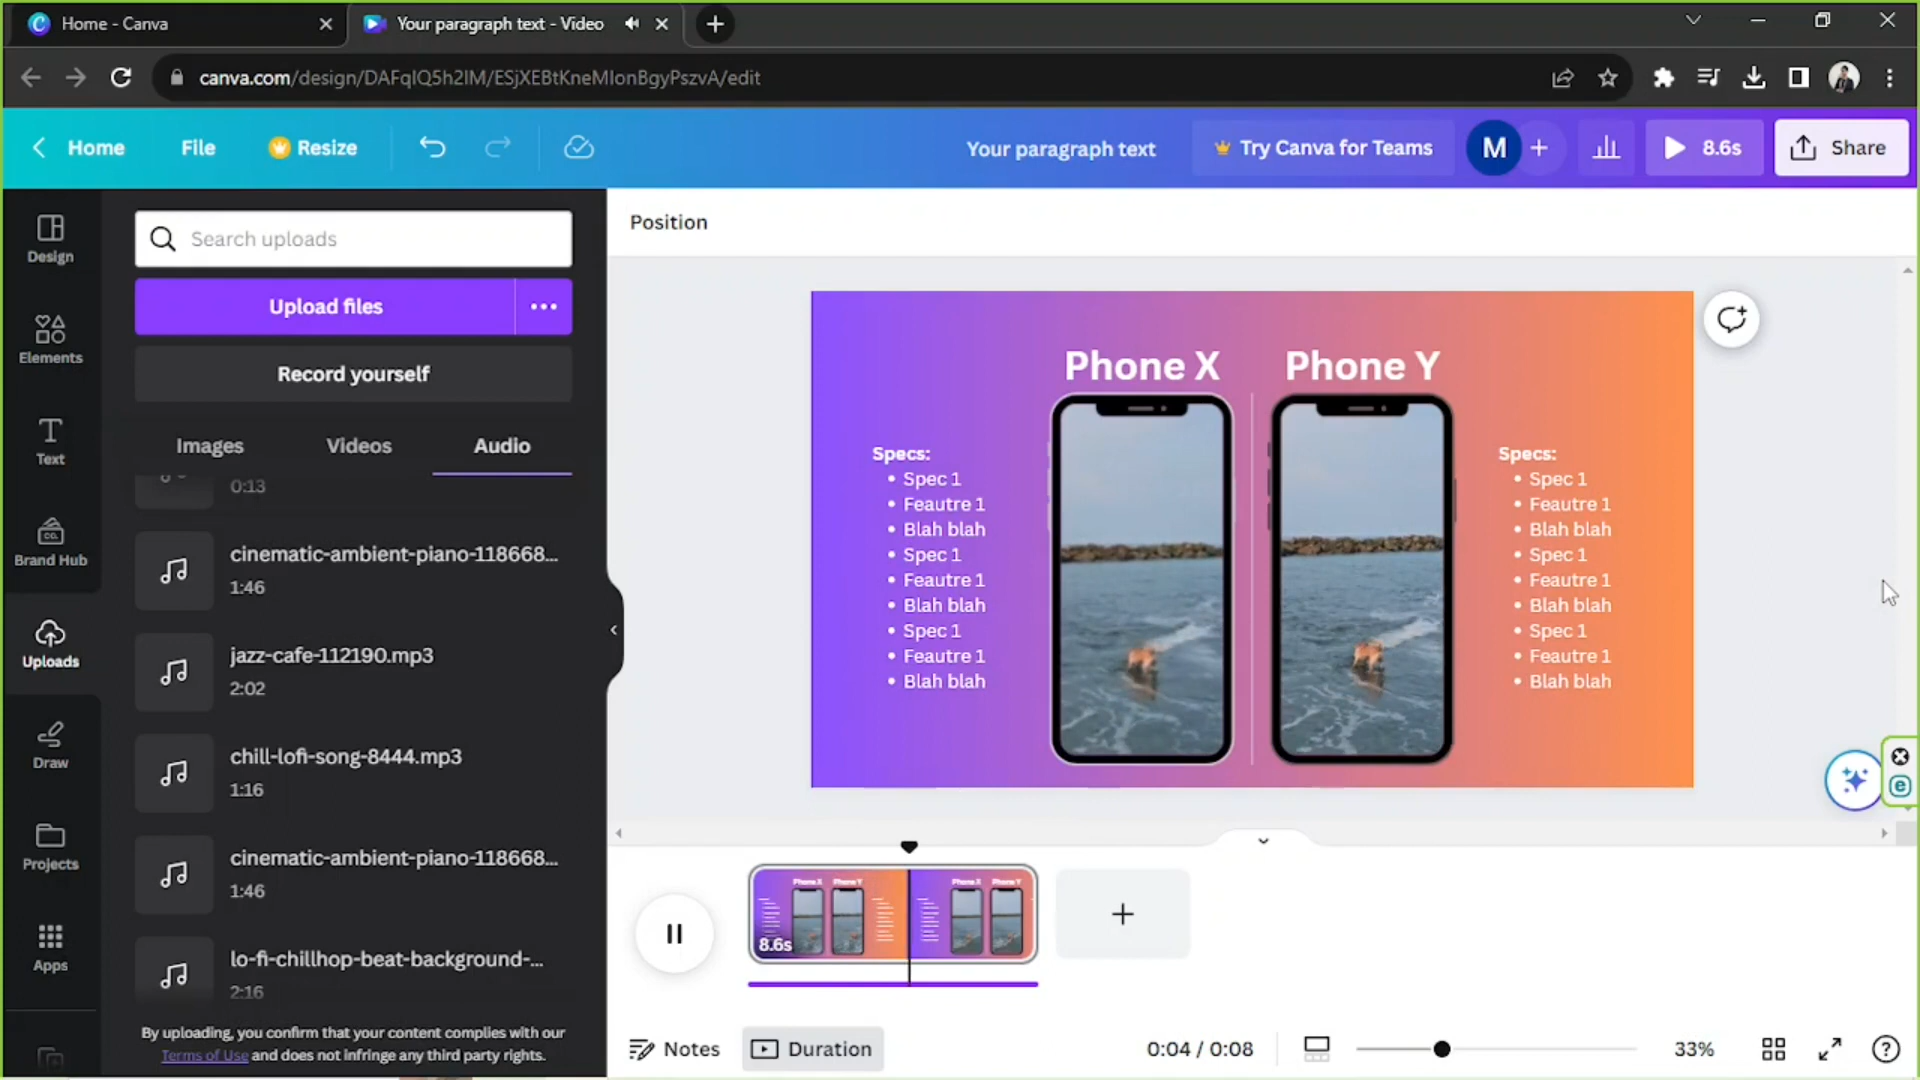 Home - Canva
Your paragraph text - Video
canva.com/design/DAFqlQ5h2lM/ESjXEBtKneMlonBgyPszvA/edit
Home
File
Resize
Your paragraph text
Try Canva for Teams
M
8.6s
Share
Design
Elements
Text
Brand Hub
Uploads
Draw
Projects
Apps
Search uploads
Upload files
Record yourself
Images
Videos
Audio
0:13
cinematic-ambient-piano-118668...
1:46
jazz-cafe-112190.mp3
2:02
chill-lofi-song-8444.mp3
1:16
cinematic-ambient-piano-118668...
1:46
lo-fi-chillhop-beat-background-...
2:16
By uploading, you confirm that your content complies with our
Terms of Use and does not infringe any third party rights.
Position
Phone X
Phone Y
Specs:
Spec 1
Feautre 1
Blah blah
Spec 1
Feautre 1
Blah blah
Spec 1
Feautre 1
Blah blah
Specs:
Spec 1
Feautre 1
Blah blah
Spec 1
Feautre 1
Blah blah
Spec 1
Feautre 1
Blah blah
Phone X
Phone Y
Phone X
Phone Y
8.6s
Notes
Duration
0:04 / 0:08
33%